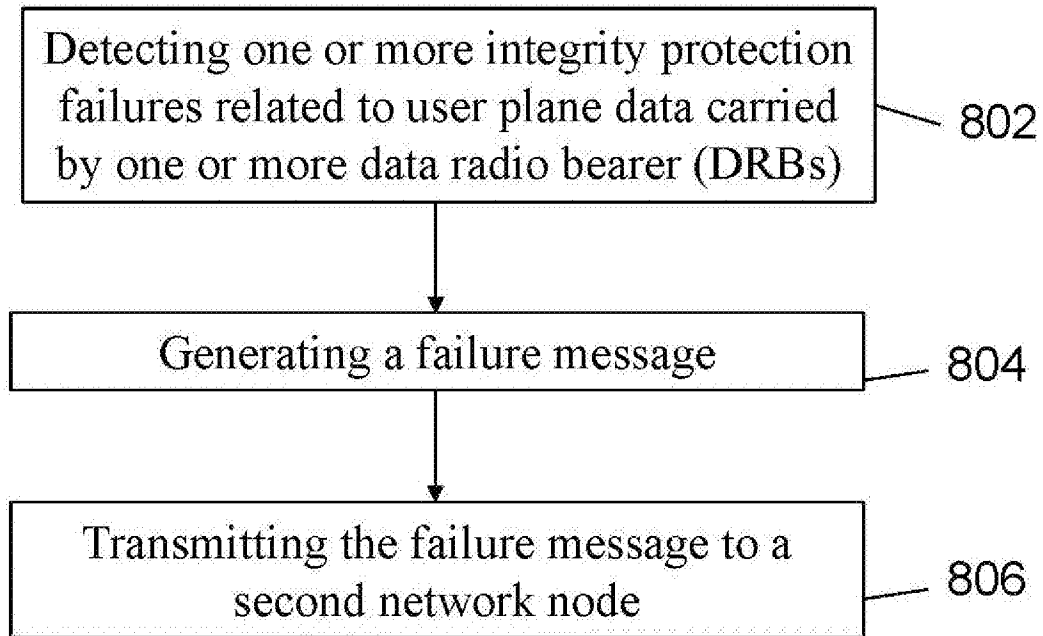 Detecting one or more integrity protection
failures related to user plane data carried
by one or more data radio bearer (DRBs)
802
Generating a failure message
804
Transmitting the failure message to a
second network node
806